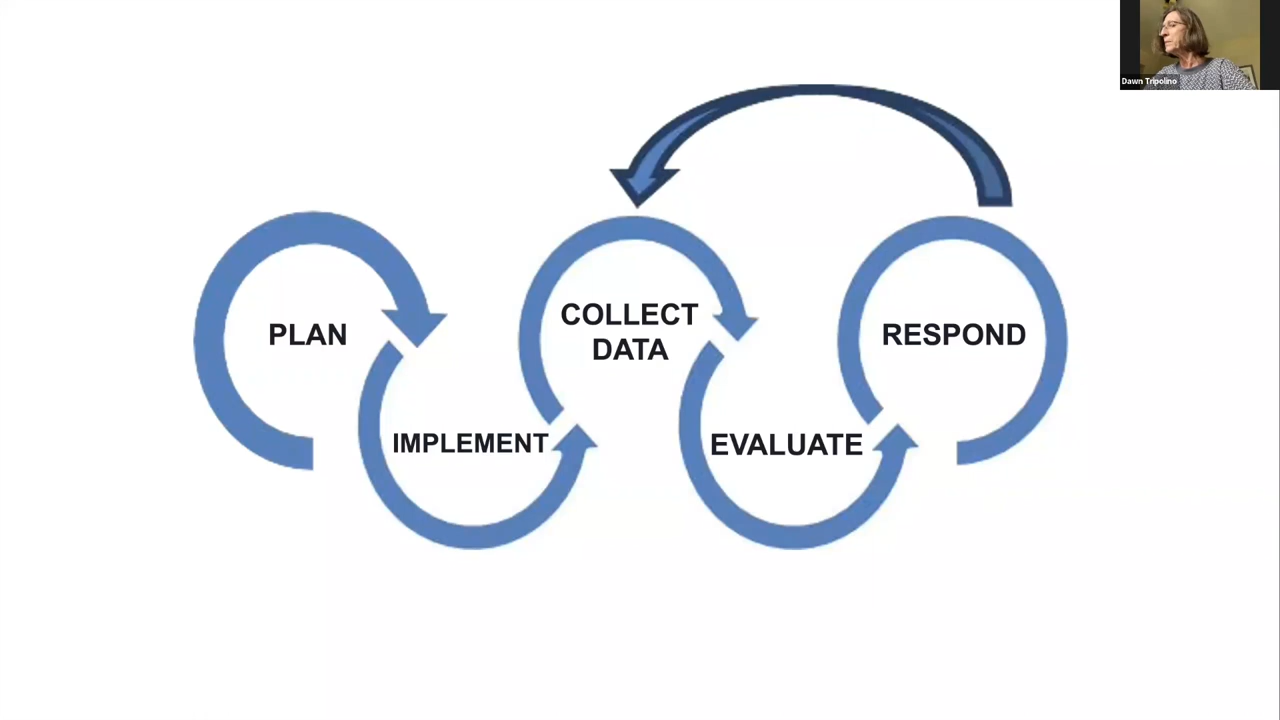 Dawn Tripolino
PLAN
IMPLEMENT
COLLECT
DATA
EVALUATE
RESPOND